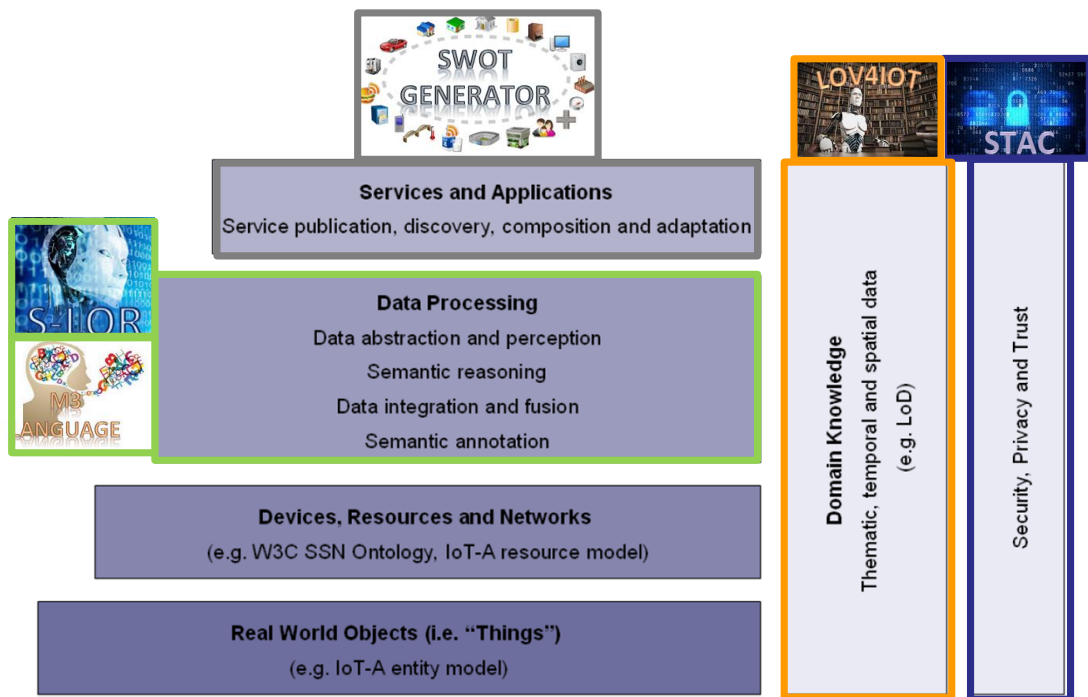 SWOT
GENERATOR
LOV4IOT
STAC
Services and Applications
Service publication, discovery, composition and adaptation
S-LOR
M3
LANGUAGE
Data Processing
Data abstraction and perception
Semantic reasoning
Data integration and fusion
Semantic annotation
Devices, Resources and Networks
(e.g. W3C SSN Ontology, IoT-A resource model)
Real World Objects (i.e. “Things”)
(e.g. IoT-A entity model)
Domain Knowledge
Thematic, temporal and spatial data
(e.g. LoD)
Security, Privacy and Trust